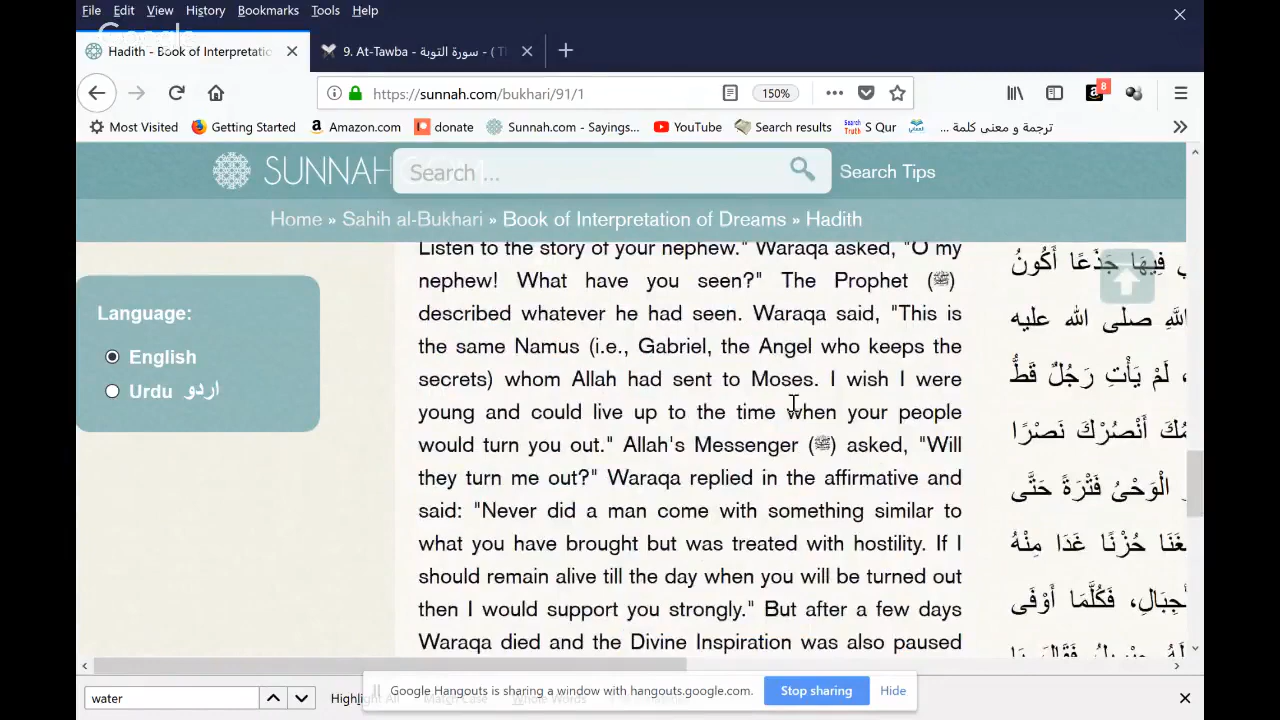 File Edit View History Bookmarks Tools Help
Google
Hadith - Book of Interpretatio
9. At-Tawba - سورة التوبة - ( T
https://sunnah.com/bukhari/91/1
150%
8
Most Visited Getting Started Amazon.com donate Sunnah.com - Sayings... YouTube Search results Search Truth S Qur ترجمة و معنى كلمة ...
SUNNAH Search ... Search Tips
Home » Sahih al-Bukhari » Book of Interpretation of Dreams » Hadith
Language:
English
Urdu اردو
Listen to the story of your nephew." Waraqa asked, "O my
nephew! What have you seen?" The Prophet (ﷺ)
described whatever he had seen. Waraqa said, "This is
the same Namus (i.e., Gabriel, the Angel who keeps the
secrets) whom Allah had sent to Moses. I wish I were
young and could live up to the time when your people
would turn you out." Allah's Messenger (ﷺ) asked, "Will
they turn me out?" Waraqa replied in the affirmative and
said: "Never did a man come with something similar to
what you have brought but was treated with hostility. If I
should remain alive till the day when you will be turned out
then I would support you strongly." But after a few days
Waraqa died and the Divine Inspiration was also paused
فِيهَا جَذَعًا أَكُونُ
اللَّهِ صلى الله عليه
، لَمْ يَأْتِ رَجُلٌ قَطُّ
أَنْصُرْكَ نَصْرًا
الْوَحْىُ فَتْرَةً حَتَّى
حُزْنًا غَدَا مِنْهُ
، فَكُلَّمَا أَوْفَى
water
Highlight All Match Case Whole Words
Google Hangouts is sharing a window with hangouts.google.com. Stop sharing Hide